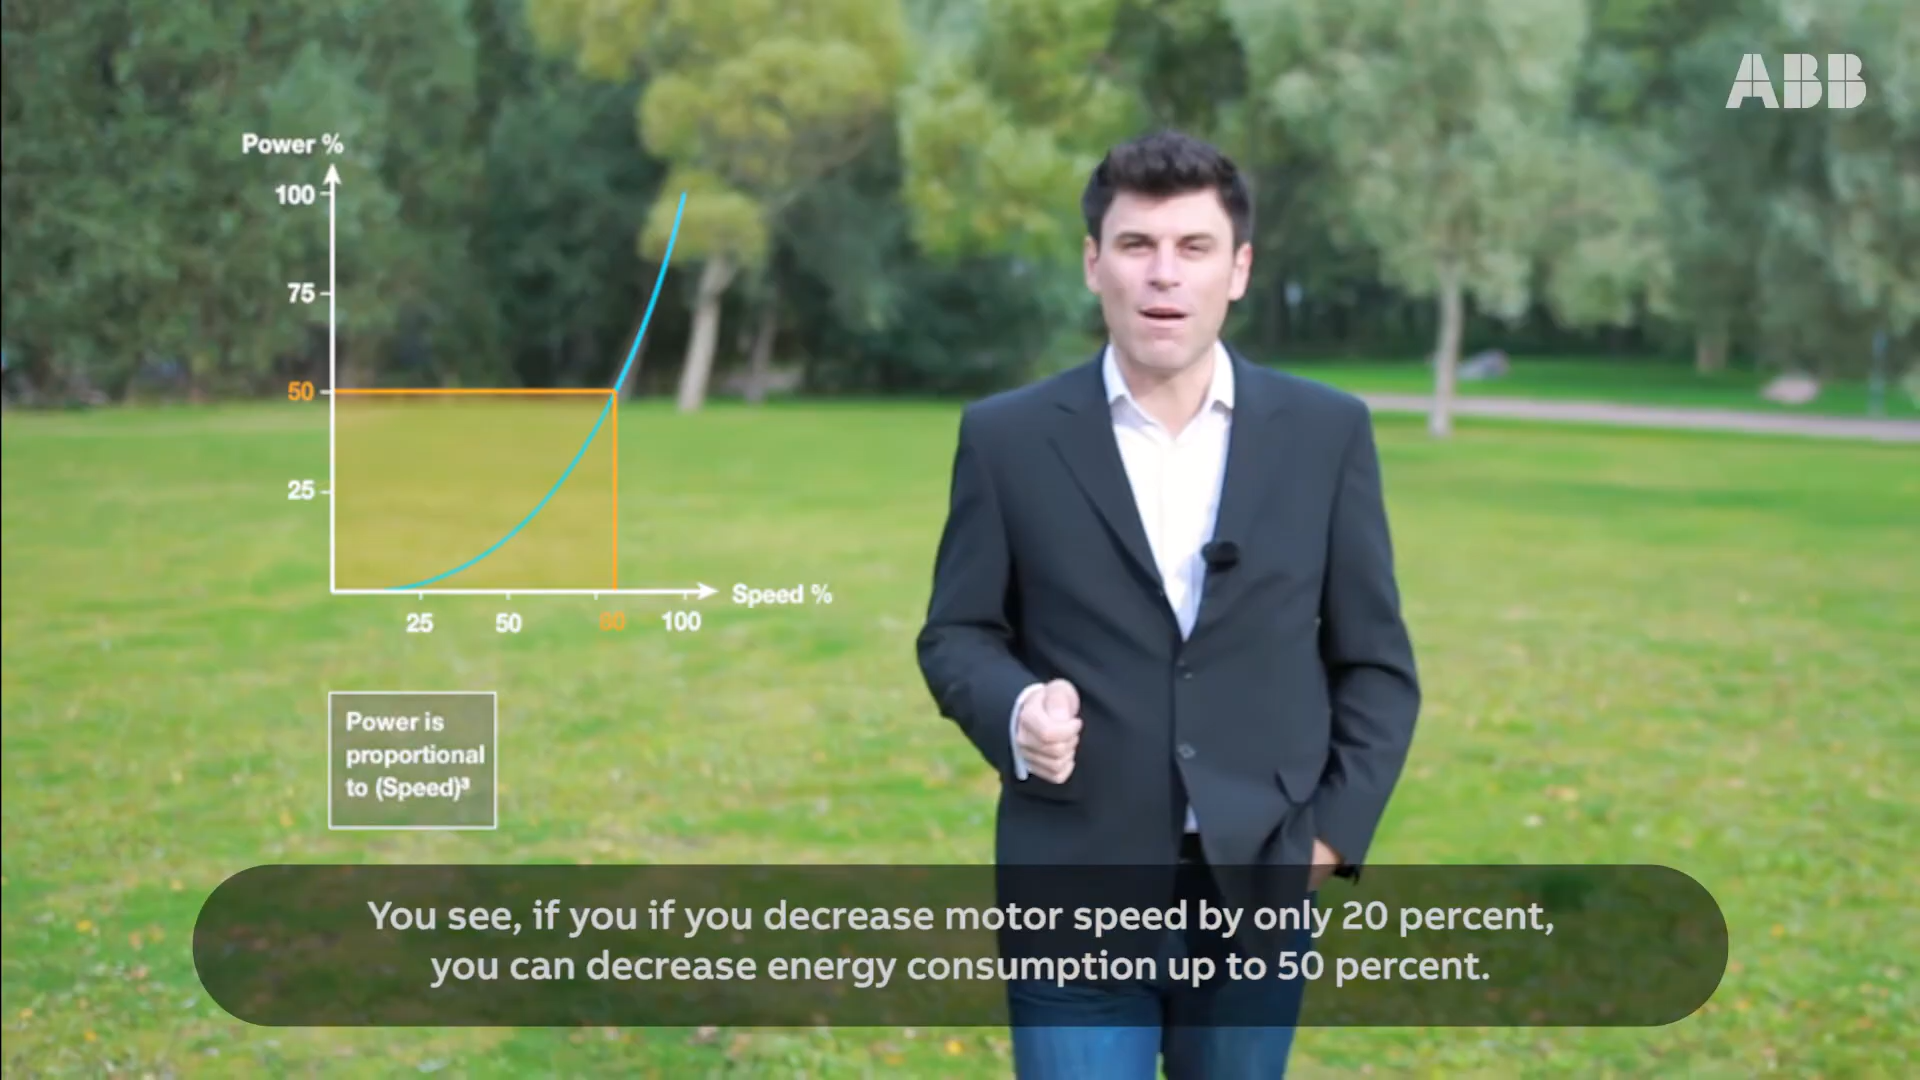 ABB
Power %
100
75
50
25
Speed %
25
50
80
100
Power is
proportional
to (Speed)³
You see, if you if you decrease motor speed by only 20 percent,
you can decrease energy consumption up to 50 percent.